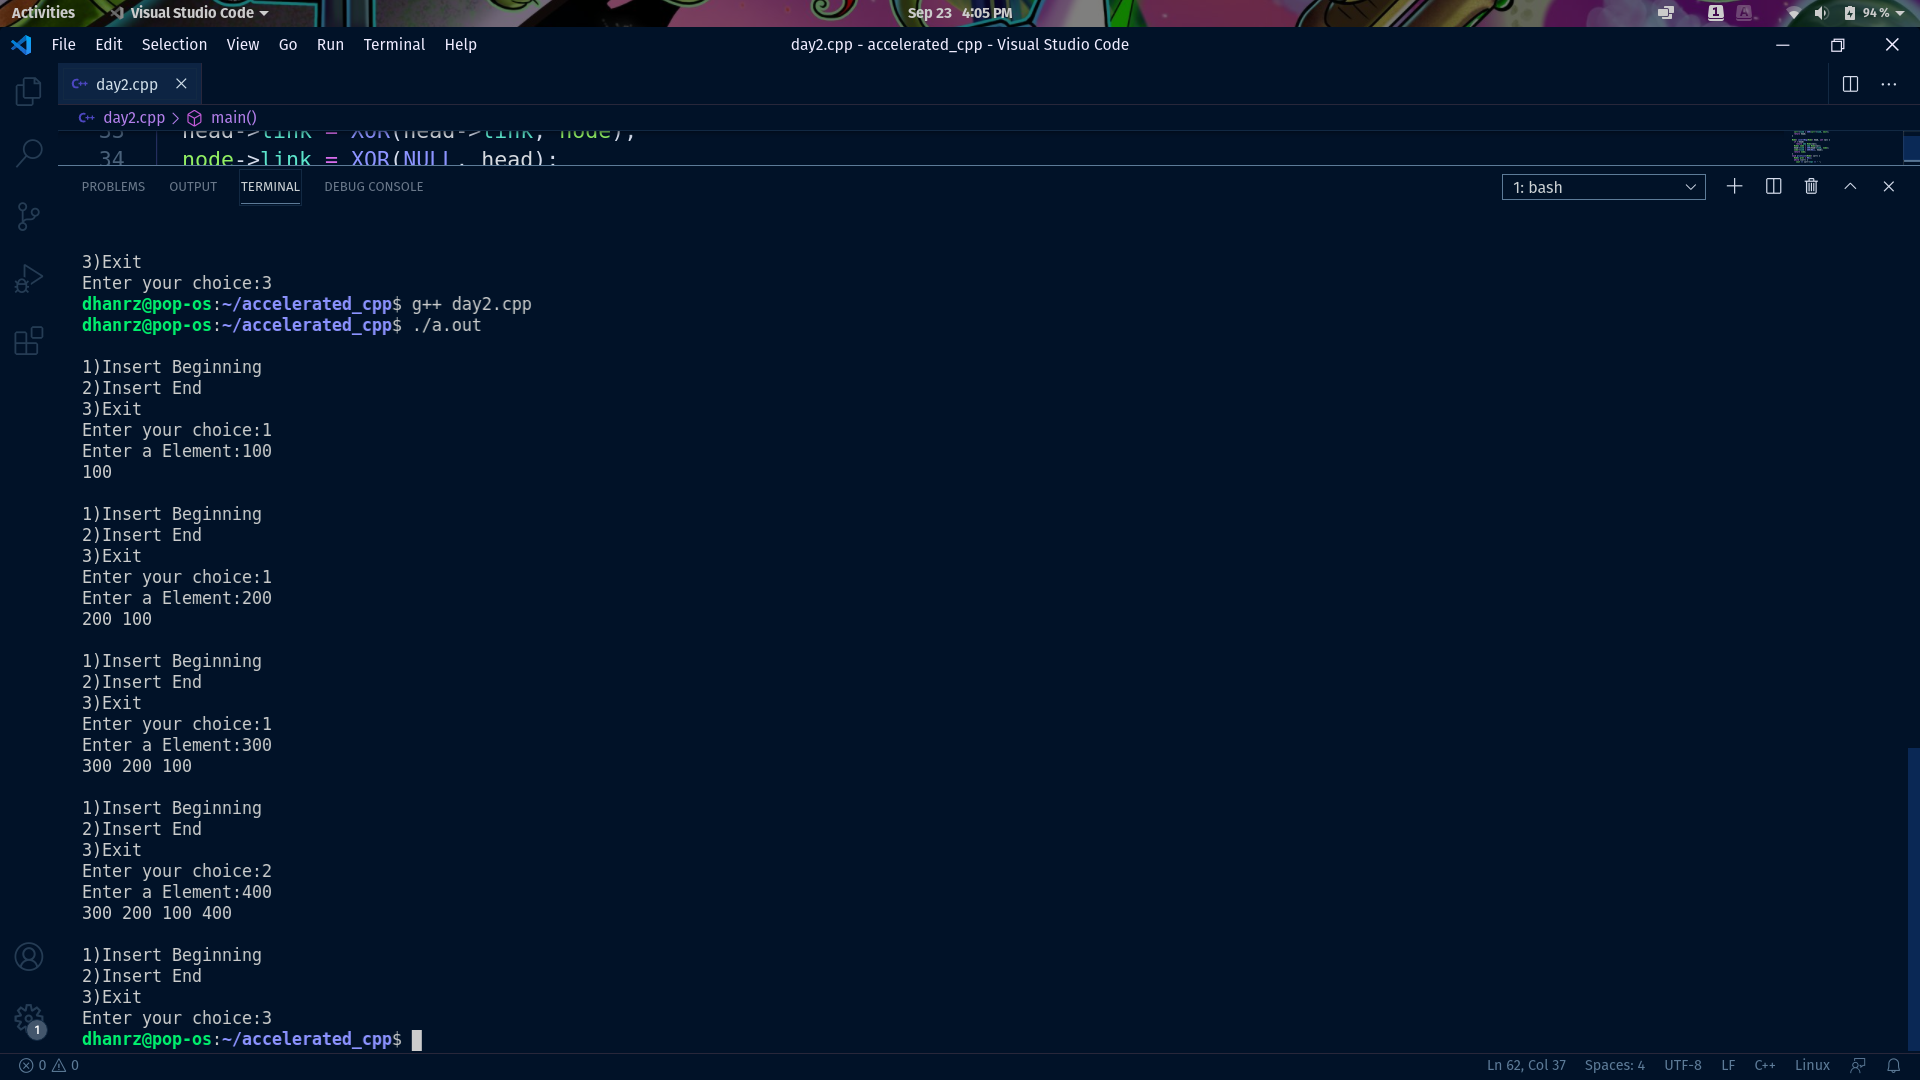 Activities Visual Studio Code Sep 23 4:05 PM 1 94 %
File Edit Selection View Go Run Terminal Help day2.cpp - accelerated_cpp - Visual Studio Code
C++ day2.cpp
C++ day2.cpp > main()
33 head->link = XOR(head->link, node);
34 node->link = XOR(NULL, head);
PROBLEMS OUTPUT TERMINAL DEBUG CONSOLE 1: bash
3)Exit
Enter your choice:3
dhanrz@pop-os:~/accelerated_cpp$ g++ day2.cpp
dhanrz@pop-os:~/accelerated_cpp$ ./a.out
1)Insert Beginning
2)Insert End
3)Exit
Enter your choice:1
Enter a Element:100
100
1)Insert Beginning
2)Insert End
3)Exit
Enter your choice:1
Enter a Element:200
200 100
1)Insert Beginning
2)Insert End
3)Exit
Enter your choice:1
Enter a Element:300
300 200 100
1)Insert Beginning
2)Insert End
3)Exit
Enter your choice:2
Enter a Element:400
300 200 100 400
1)Insert Beginning
2)Insert End
3)Exit
Enter your choice:3
dhanrz@pop-os:~/accelerated_cpp$
1
0 0 Ln 62, Col 37 Spaces: 4 UTF-8 LF C++ Linux